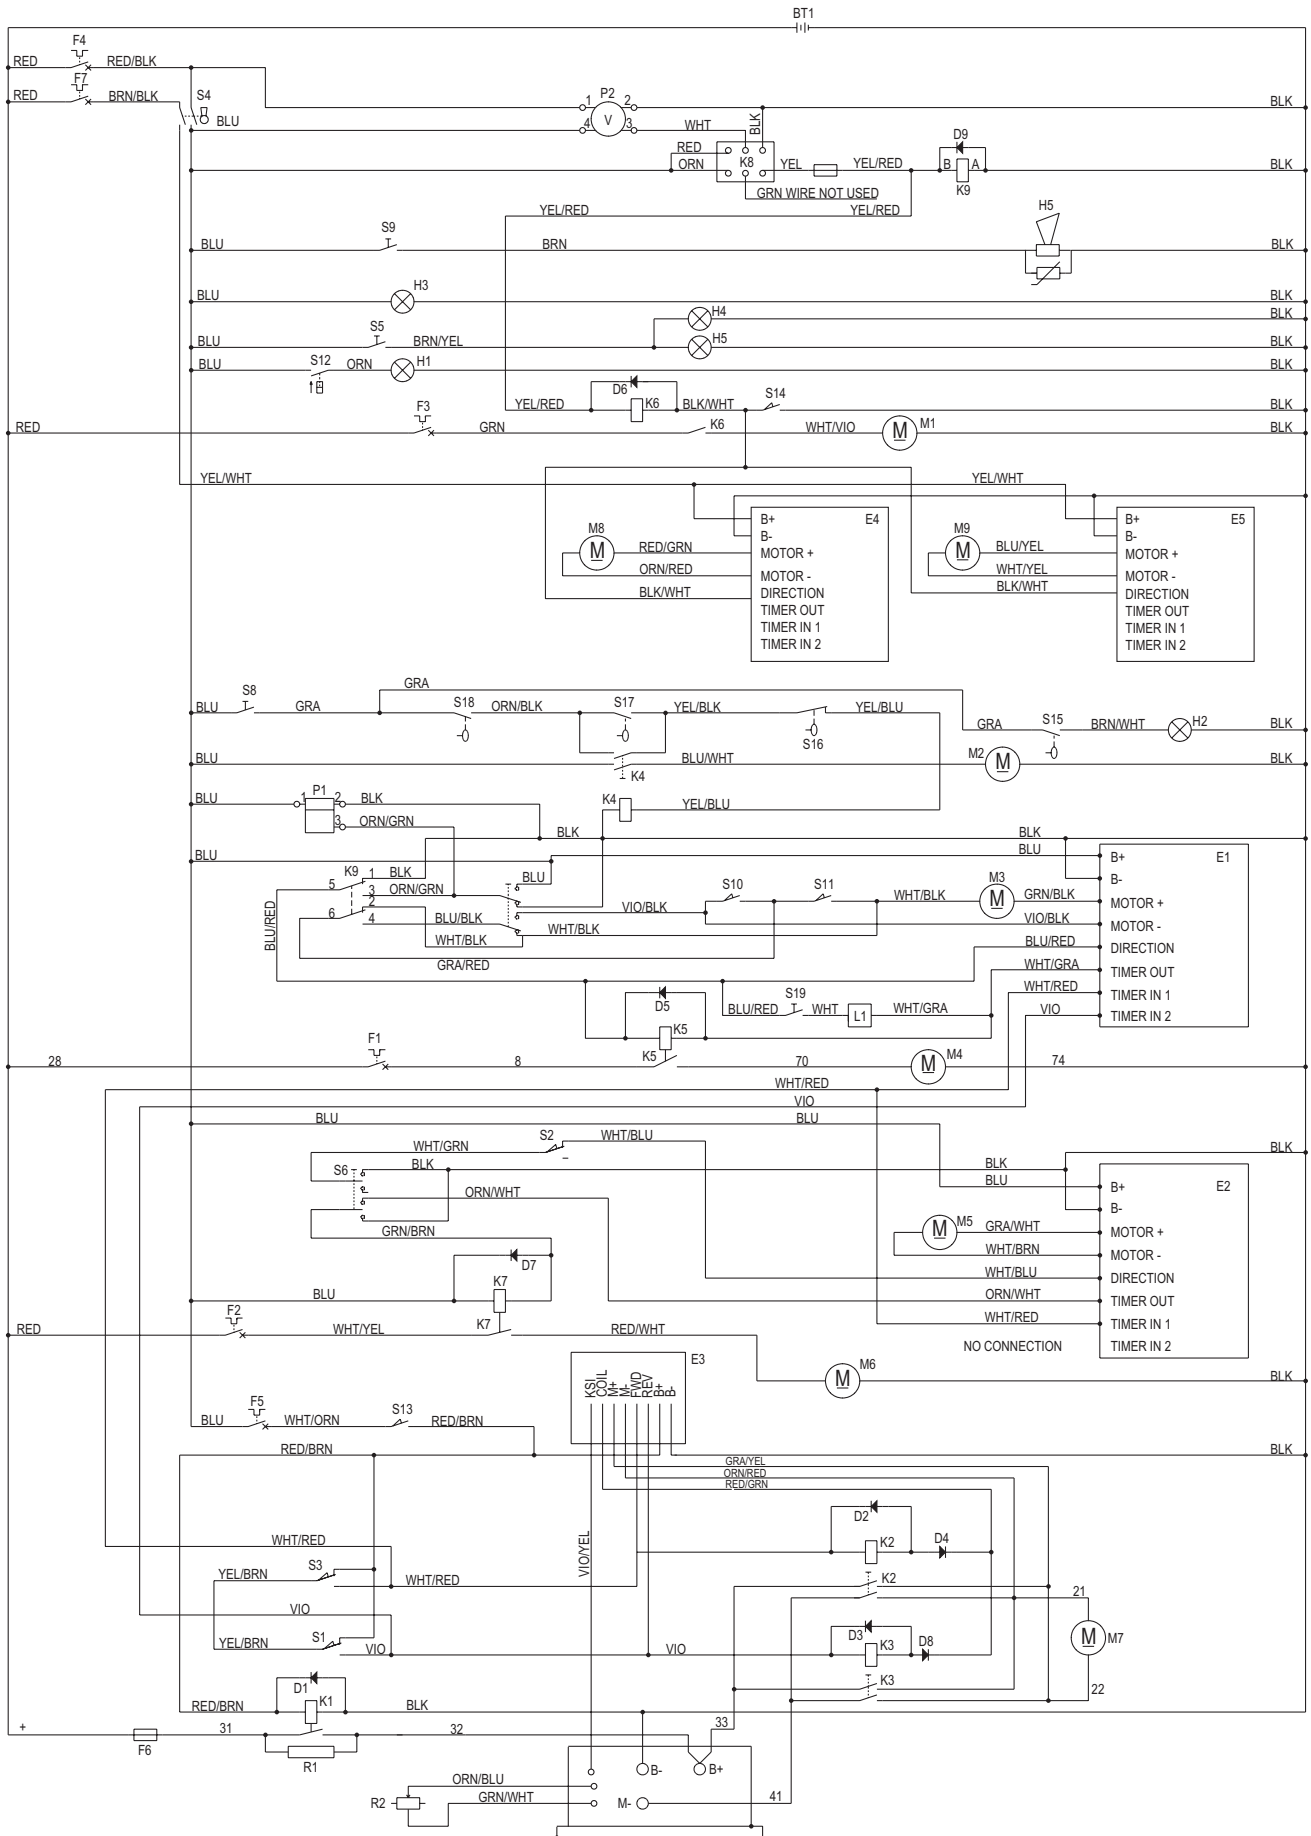 BT1
F4
RED
RED/BLK
F7
RED
BRN/BLK
S4
BLU
P2
1
2
V
4
3
WHT
BLK
BLK
RED
ORN
K8
YEL
YEL/RED
D9
B
A
K9
BLK
GRN WIRE NOT USED
YEL/RED
YEL/RED
S9
BLU
BRN
H5
BLK
BLU
H3
BLK
H4
BLK
S5
BLU
BRN/YEL
H5
BLK
BLU
S12
ORN
H1
BLK
D6
YEL/RED
K6
BLK/WHT
S14
BLK
F3
RED
GRN
K6
WHT/VIO
M
M1
BLK
YEL/WHT
YEL/WHT
B+
E4
B-
M8
M
RED/GRN
MOTOR +
ORN/RED
MOTOR -
BLK/WHT
DIRECTION
TIMER OUT
TIMER IN 1
TIMER IN 2
B+
E5
B-
M9
M
BLU/YEL
MOTOR +
WHT/YEL
MOTOR -
BLK/WHT
DIRECTION
TIMER OUT
TIMER IN 1
TIMER IN 2
GRA
S8
BLU
GRA
S18
ORN/BLK
S17
YEL/BLK
S16
YEL/BLU
GRA
S15
BRN/WHT
H2
BLK
BLU
K4
BLU/WHT
M2
M
BLK
BLU
1
P1
2
BLK
3
ORN/GRN
K4
YEL/BLU
BLK
BLK
BLU
BLU
B+
E1
B-
K9
5
1
BLK
3
ORN/GRN
2
6
4
BLU/BLK
WHT/BLK
BLU
VIO/BLK
WHT/BLK
S10
S11
WHT/BLK
M3
M
GRN/BLK
MOTOR +
VIO/BLK
MOTOR -
BLU/RED
GRA/RED
BLU/RED
DIRECTION
WHT/GRA
TIMER OUT
WHT/RED
TIMER IN 1
VIO
TIMER IN 2
D5
BLU/RED
S19
WHT
L1
WHT/GRA
K5
F1
28
8
K5
70
M
M4
74
WHT/RED
VIO
BLU
BLU
S2
WHT/GRN
WHT/BLU
BLK
S6
BLK
BLK
BLU
B+
E2
ORN/WHT
B-
GRN/BRN
M
M5
GRA/WHT
MOTOR +
WHT/BRN
MOTOR -
D7
WHT/BLU
DIRECTION
BLU
K7
ORN/WHT
TIMER OUT
WHT/RED
TIMER IN 1
NO CONNECTION
TIMER IN 2
F2
RED
WHT/YEL
K7
RED/WHT
M
M6
BLK
E3
KSI
COIL
M+
M-
FWD
REV
B+
B-
F5
BLU
WHT/ORN
S13
RED/BRN
RED/BRN
BLK
GRA/YEL
ORN/RED
RED/GRN
VIO/YEL
D2
K2
D4
WHT/RED
S3
YEL/BRN
WHT/RED
K2
21
VIO
S1
YEL/BRN
VIO
VIO
D3
K3
D8
M
M7
K3
22
D1
RED/BRN
K1
BLK
+
F6
31
R1
32
33
B-
B+
R2
ORN/BLU
GRN/WHT
M-
41